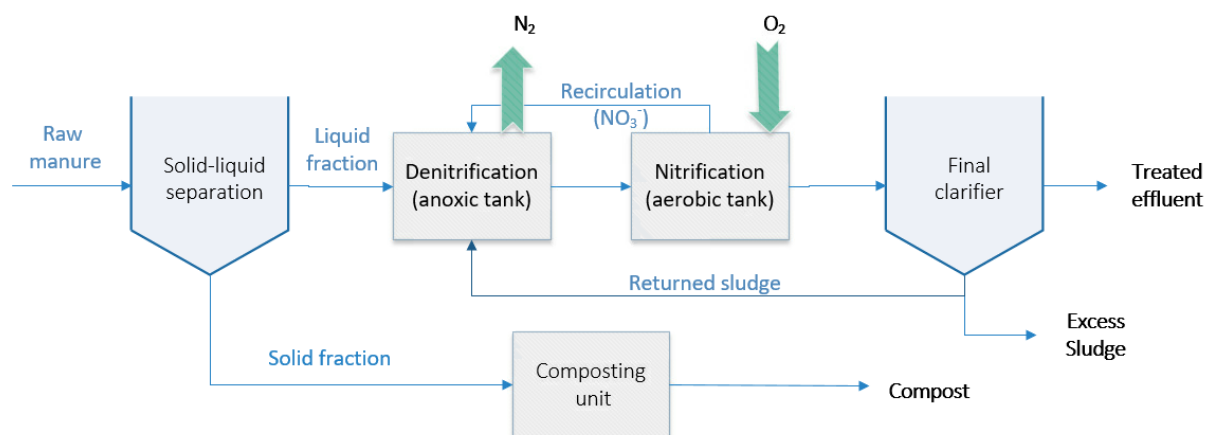 N₂
O₂
Recirculation
(NO₃⁻)
Raw
manure
Solid-liquid
separation
Liquid
fraction
Denitrification
(anoxic tank)
Nitrification
(aerobic tank)
Final
clarifier
Treated
effluent
Returned sludge
Excess
Sludge
Solid fraction
Composting
unit
Compost